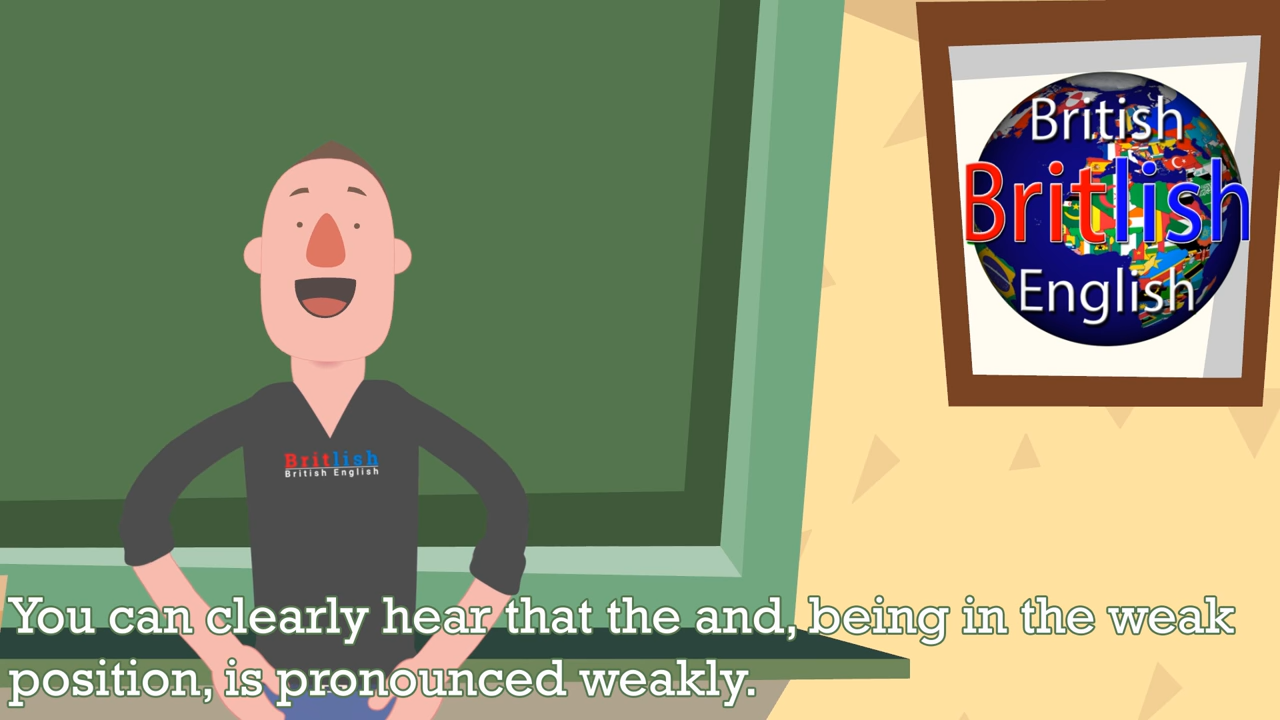 British
Britlish
English
Britlish
British English
You can clearly hear that the and, being in the weak
position, is pronounced weakly.